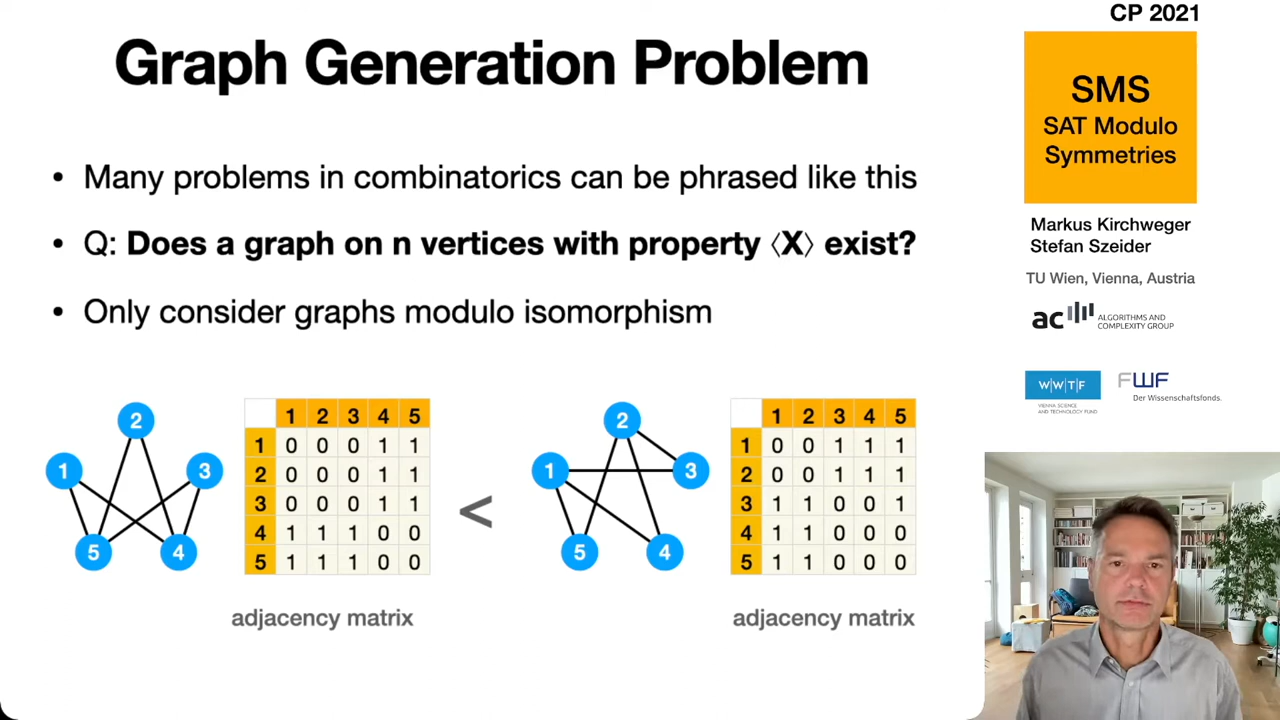 CP 2021
Graph Generation Problem
SMS
SAT Modulo
Symmetries
• Many problems in combinatorics can be phrased like this
• Q: Does a graph on n vertices with property ⟨X⟩ exist?
• Only consider graphs modulo isomorphism
Markus Kirchweger
Stefan Szeider
TU Wien, Vienna, Austria
ac ALGORITHMS AND
COMPLEXITY GROUP
W|W|T|F
VIENNA SCIENCE
AND TECHNOLOGY FUND
FWF
Der Wissenschaftsfonds.
2
1 3
5 4
1 2 3 4 5
1 0 0 0 1 1
2 0 0 0 1 1
3 0 0 0 1 1
4 1 1 1 0 0
5 1 1 1 0 0
adjacency matrix
<
2
1 3
5 4
1 2 3 4 5
1 0 0 1 1 1
2 0 0 1 1 1
3 1 1 0 0 1
4 1 1 0 0 0
5 1 1 0 0 0
adjacency matrix